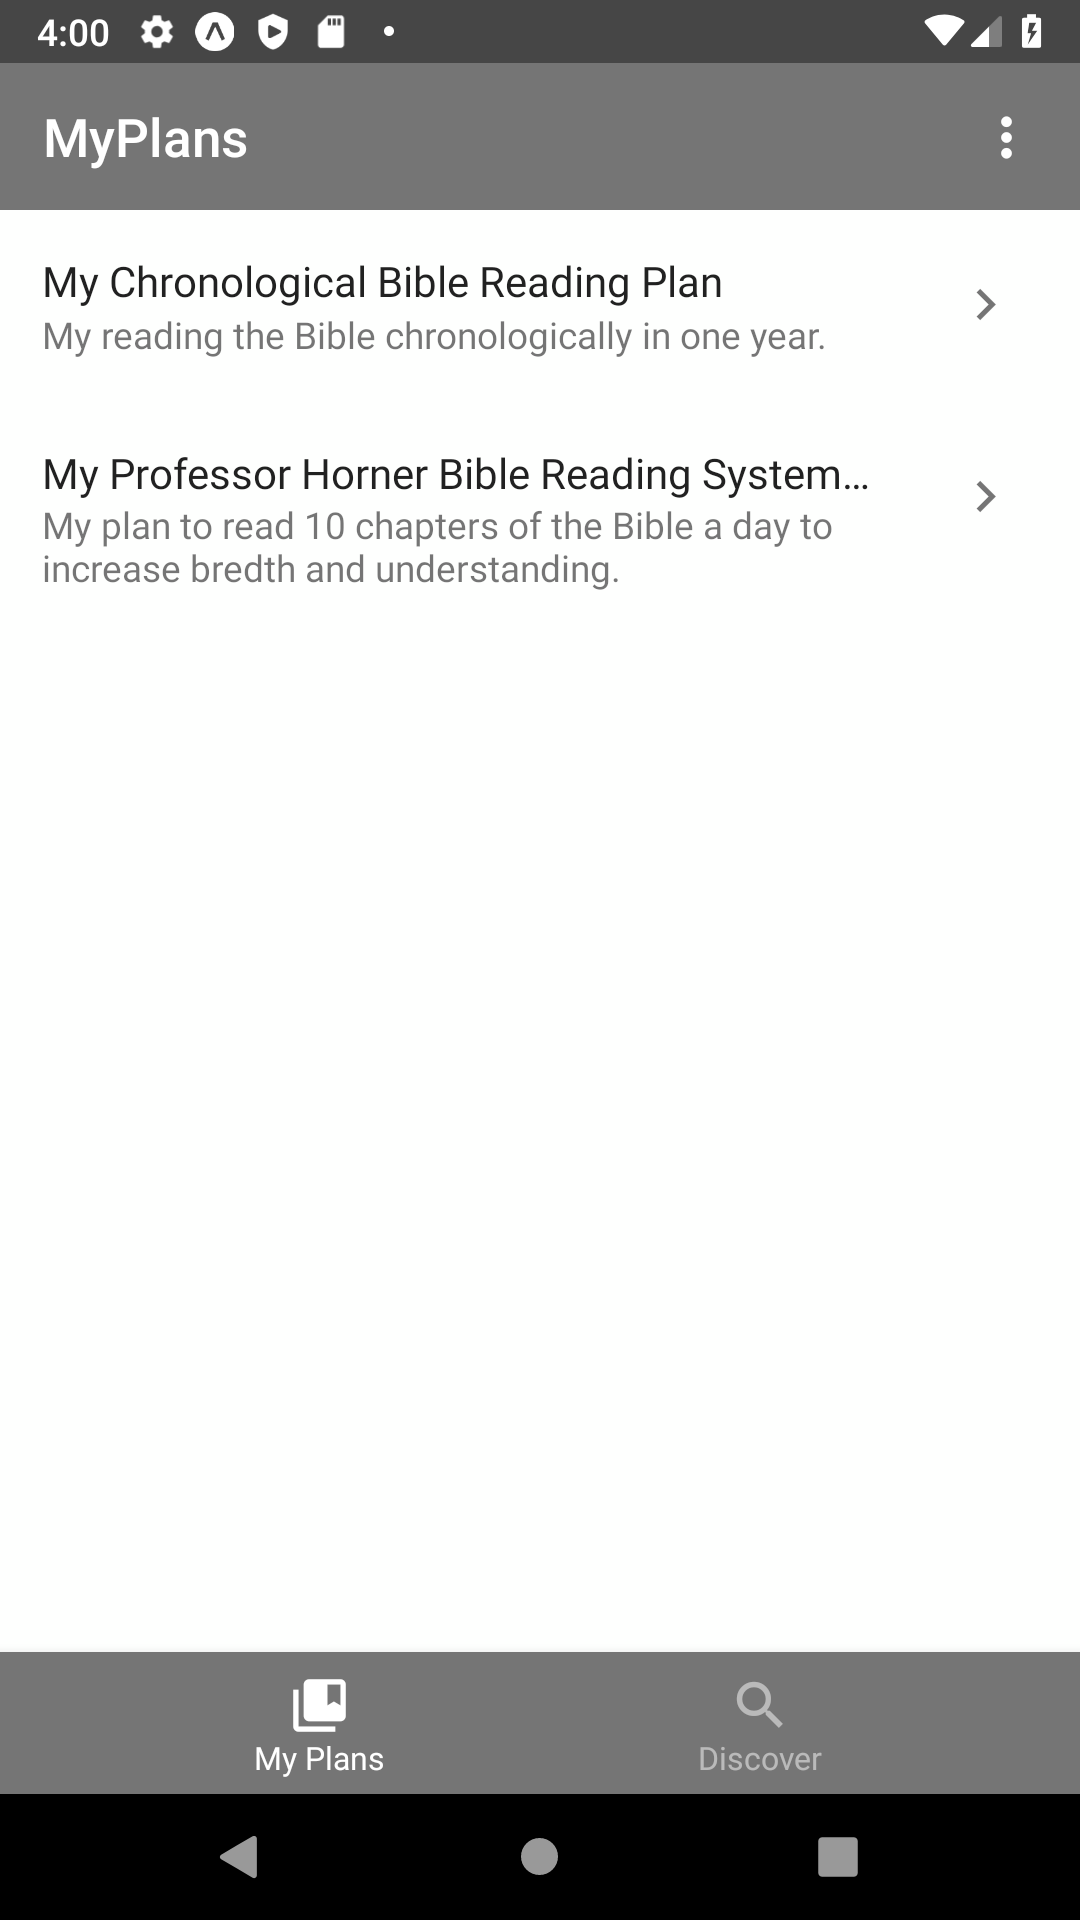 4:00
MyPlans
My Chronological Bible Reading Plan
My reading the Bible chronologically in one year.
My Professor Horner Bible Reading System…
My plan to read 10 chapters of the Bible a day to
increase bredth and understanding.
My Plans
Discover